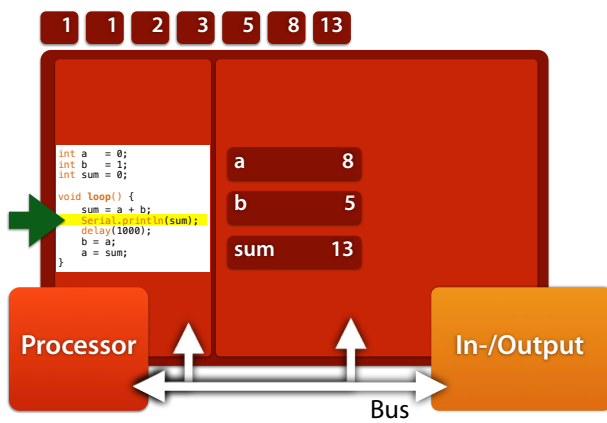 1 1 2 3 5 8 13
int a   = 0;
int b   = 1;
int sum = 0;
void loop() {
    sum = a + b;
    Serial.println(sum);
    delay(1000);
    b = a;
    a = sum;
}
a 8
b 5
sum 13
Processor
In-/Output
Bus